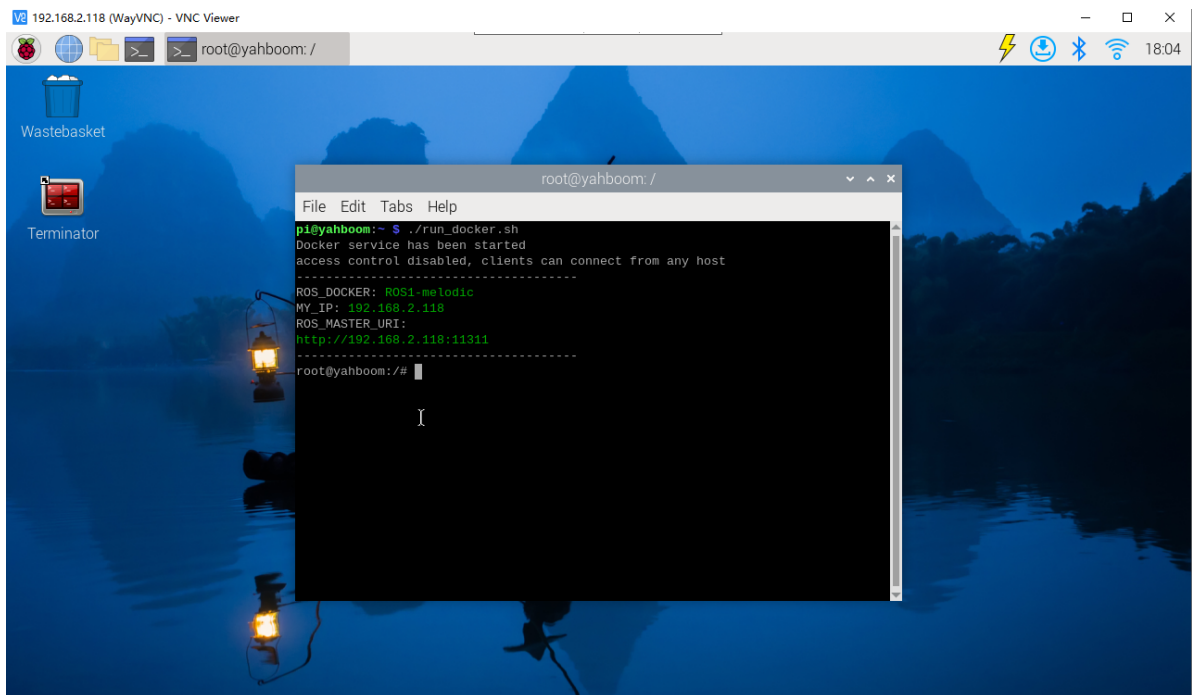 V2 192.168.2.118 (WayVNC) - VNC Viewer
>_ >_ root@yahboom: / 18:04
Wastebasket
Terminator
root@yahboom: /
File Edit Tabs Help
pi@yahboom:~ $ ./run_docker.sh
Docker service has been started
access control disabled, clients can connect from any host
--------------------------------------
ROS_DOCKER: ROS1-melodic
MY_IP: 192.168.2.118
ROS_MASTER_URI:
http://192.168.2.118:11311
--------------------------------------
root@yahboom:/#